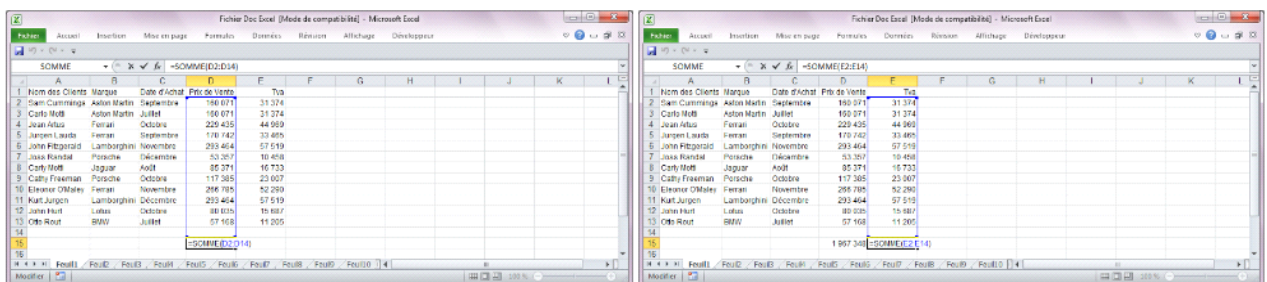 Fichier Doc Excel [Mode de compatibilité] - Microsoft Excel
Fichier Accueil Insertion Mise en page Formules Données Révision Affichage Développeur
SOMME =SOMME(D2:D14)
A B C D E F G H I J K L
1 Nom des Clients Marque Date d'Achat Prix de Vente Tva
2 Sam Cummings Aston Martin Septembre 160 071 31 374
3 Carla Motti Aston Martin Juillet 160 071 31 374
4 Jean Artus Ferrari Octobre 229 435 44 969
5 Jurgen Lauda Ferrari Septembre 170 742 33 465
6 John Fitzgerald Lamborghini Novembre 293 464 57 519
7 Joss Randal Porsche Décembre 53 357 10 458
8 Carly Motti Jaguar Août 85 371 16 733
9 Cathy Freeman Porsche Octobre 117 385 23 007
10 Eleonor O'Maley Ferrari Novembre 266 785 52 290
11 Kurt Jurgen Lamborghini Décembre 293 464 57 519
12 John Hurt Lotus Octobre 80 035 15 687
13 Otto Rout BMW Juillet 57 168 11 205
14
15 =SOMME(D2:D14)
16
Feuil1 Feuil2 Feuil3 Feuil4 Feuil5 Feuil6 Feuil7 Feuil8 Feuil9 Feuil10
Modifier 100 %
Fichier Doc Excel [Mode de compatibilité] - Microsoft Excel
Fichier Accueil Insertion Mise en page Formules Données Révision Affichage Développeur
SOMME =SOMME(E2:E14)
A B C D E F G H I J K L
1 Nom des Clients Marque Date d'Achat Prix de Vente Tva
2 Sam Cummings Aston Martin Septembre 160 071 31 374
3 Carla Motti Aston Martin Juillet 160 071 31 374
4 Jean Artus Ferrari Octobre 229 435 44 969
5 Jurgen Lauda Ferrari Septembre 170 742 33 465
6 John Fitzgerald Lamborghini Novembre 293 464 57 519
7 Joss Randal Porsche Décembre 53 357 10 458
8 Carly Motti Jaguar Août 85 371 16 733
9 Cathy Freeman Porsche Octobre 117 385 23 007
10 Eleonor O'Maley Ferrari Novembre 266 785 52 290
11 Kurt Jurgen Lamborghini Décembre 293 464 57 519
12 John Hurt Lotus Octobre 80 035 15 687
13 Otto Rout BMW Juillet 57 168 11 205
14
15 1 967 348 =SOMME(E2:E14)
16
Feuil1 Feuil2 Feuil3 Feuil4 Feuil5 Feuil6 Feuil7 Feuil8 Feuil9 Feuil10
Modifier 100 %